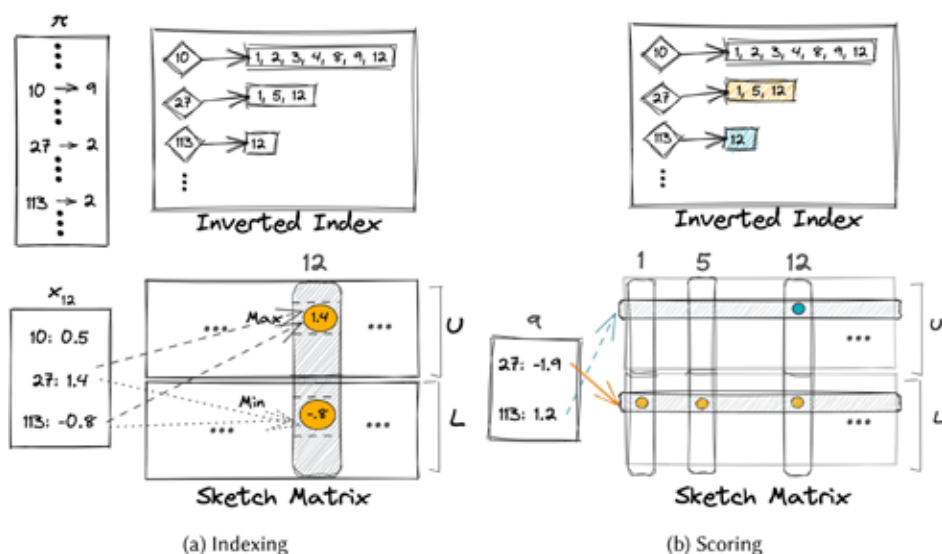 π
10 → 9
27 → 2
113 → 2
10 1, 2, 3, 4, 8, 9, 12
27 1, 5, 12
113 12
Inverted Index
x12
10: 0.5
27: 1.4
113: -0.8
12
Max 1.4
... ...
U
Min -.8
... ...
L
Sketch Matrix
(a) Indexing
10 1, 2, 3, 4, 8, 9, 12
27 1, 5, 12
113 12
Inverted Index
q
27: -1.9
113: 1.2
1 5 12
...
U
...
L
Sketch Matrix
(b) Scoring